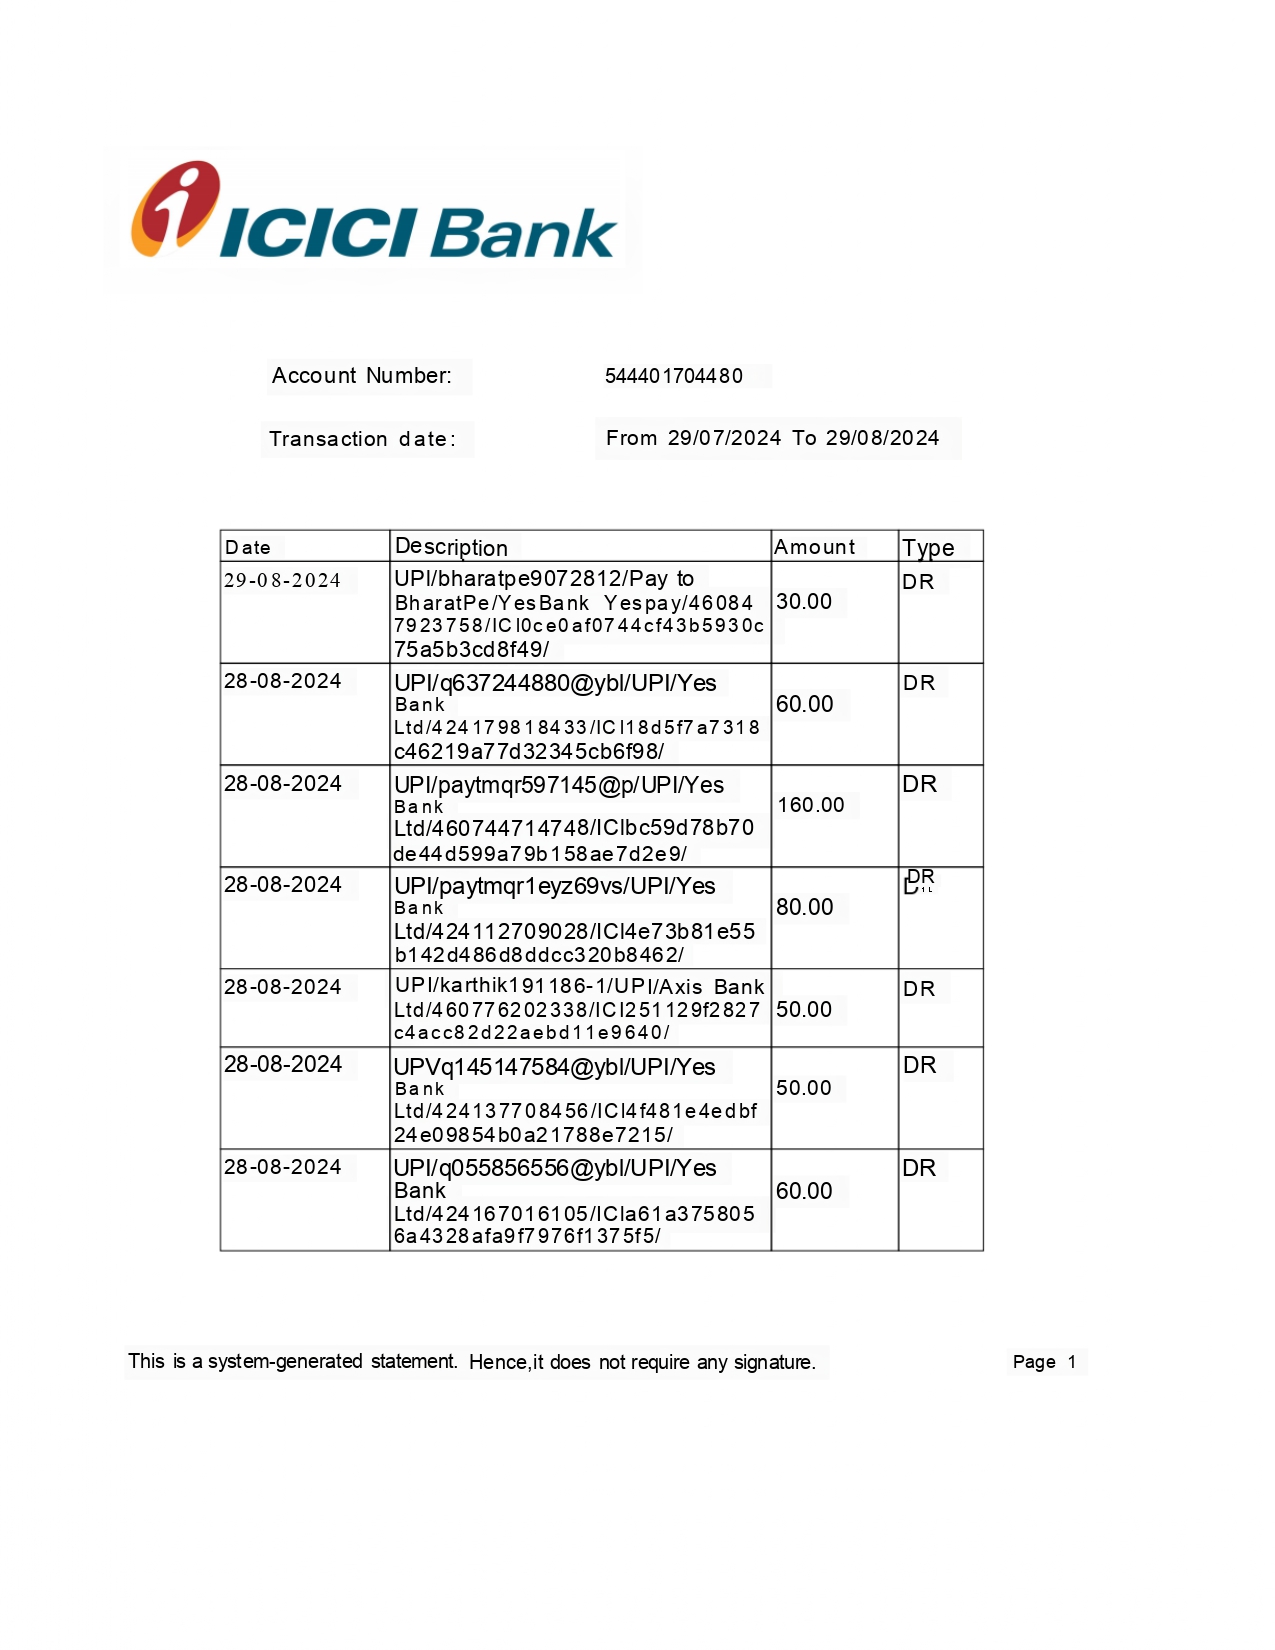 ICICI Bank
Account Number: 544401704480
Transaction date: From 29/07/2024 To 29/08/2024
Date Description Amount Type
29-08-2024 UPI/bharatpe9072812/Pay to
BharatPe/YesBank Yespay/46084
7923758/ICI0ce0af0744cf43b5930c
75a5b3cd8f49/
30.00 DR
28-08-2024 UPI/q637244880@ybl/UPI/Yes
Bank
Ltd/424179818433/ICI18d5f7a7318
c46219a77d32345cb6f98/
60.00 DR
28-08-2024 UPI/paytmqr597145@p/UPI/Yes
Bank
Ltd/460744714748/ICIbc59d78b70
de44d599a79b158ae7d2e9/
160.00 DR
28-08-2024 UPI/paytmqr1eyz69vs/UPI/Yes
Bank
Ltd/424112709028/ICI4e73b81e55
b142d486d8ddcc320b8462/
80.00 DR
28-08-2024 UPI/karthik191186-1/UPI/Axis Bank
Ltd/460776202338/ICI251129f2827
c4acc82d22aebd11e9640/
50.00 DR
28-08-2024 UPVq145147584@ybl/UPI/Yes
Bank
Ltd/424137708456/ICI4f481e4edbf
24e09854b0a21788e7215/
50.00 DR
28-08-2024 UPI/q055856556@ybl/UPI/Yes
Bank
Ltd/424167016105/ICIa61a375805
6a4328afa9f7976f1375f5/
60.00 DR
This is a system-generated statement. Hence,it does not require any signature. Page 1